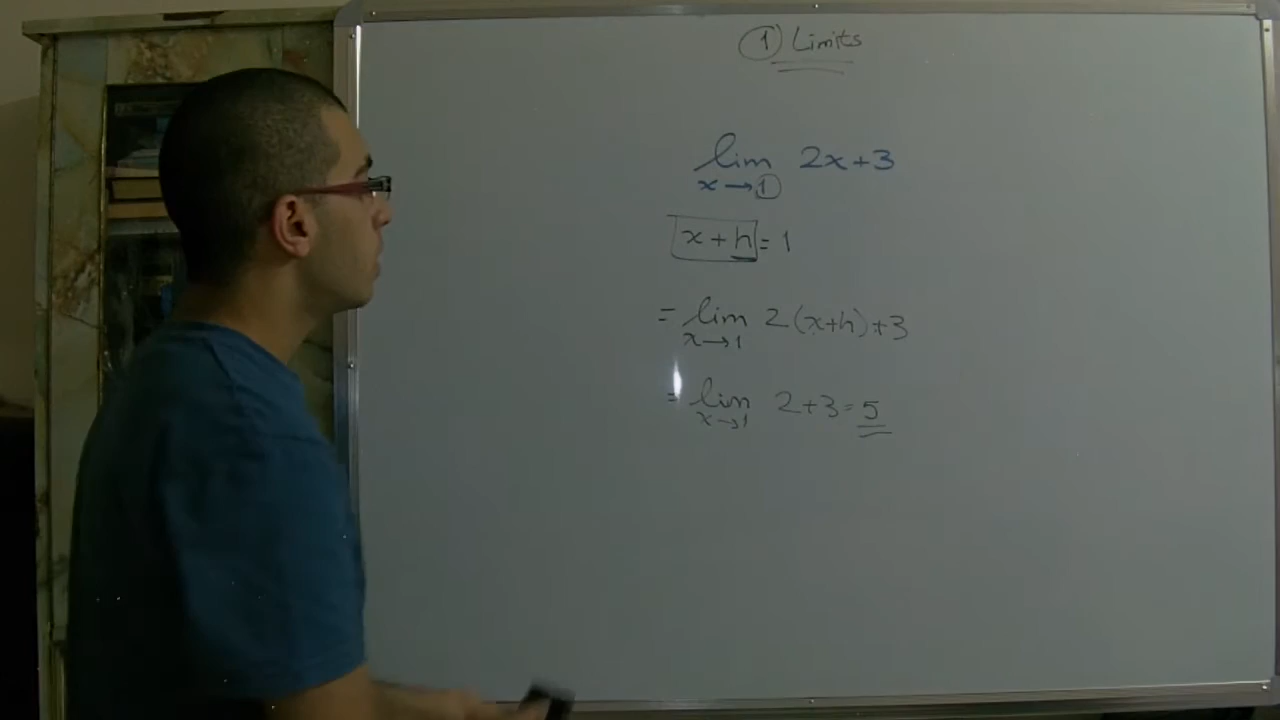 ① Limits
lim 2x+3
x→1
x+h = 1
= lim 2(x+h)+3
x→1
= lim 2+3=5
x→1